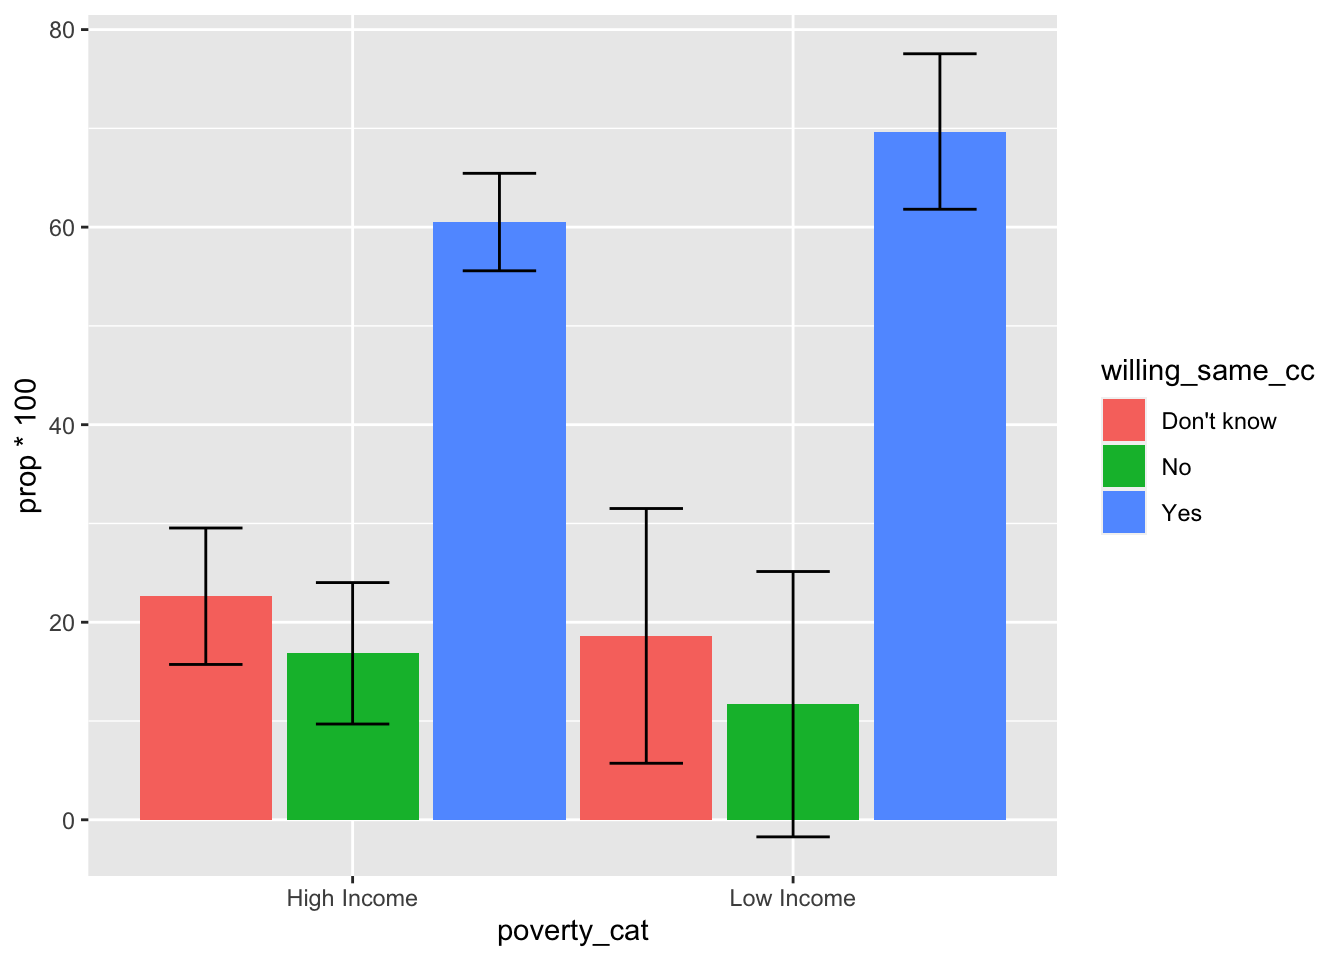 80
60
40
20
0
prop * 100
High Income
Low Income
poverty_cat
willing_same_cc
Don't know
No
Yes